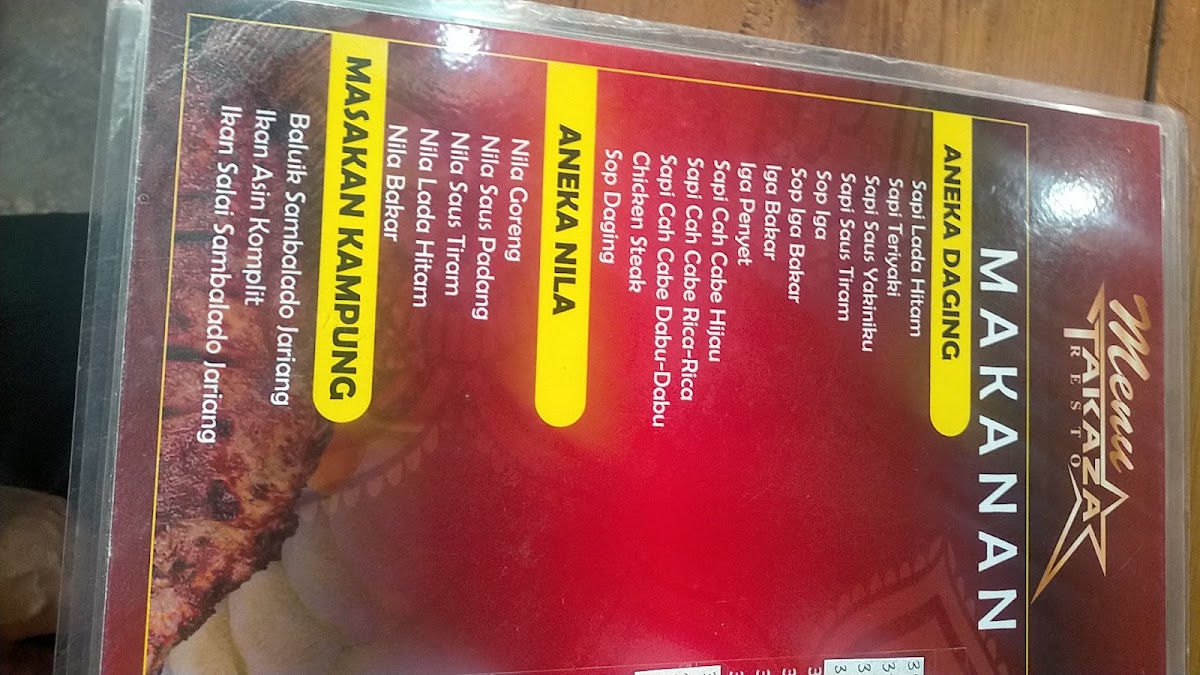 Menu
TAKAZA
RESTO
MAKANAN
ANEKA DAGING
Sapi Lada Hitam
Sapi Teriyaki
Sapi Saus Yakiniku
Sapi Saus Tiram
Sop Iga
Sop Iga Bakar
Iga Bakar
Iga Penyet
Sapi Cah Cabe Hijau
Sapi Cah Cabe Rica-Rica
Sapi Cah Cabe Dabu-Dabu
Chicken Steak
Sop Daging
ANEKA NILA
Nila Goreng
Nila Saus Padang
Nila Saus Tiram
Nila Lada Hitam
Nila Bakar
MASAKAN KAMPUNG
Baluik Sambalado Jariang
Ikan Asin Komplit
Ikan Salai Sambalado Jariang